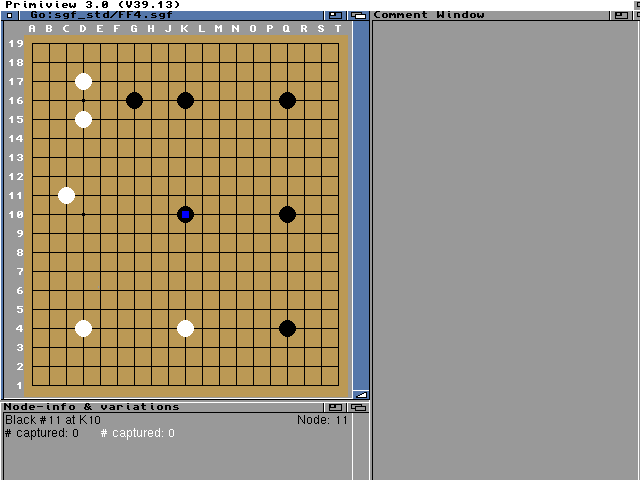 Primiview 3.0 (V39.13)
Go:sgf_std/FF4.sgf
Comment Window
A B C D E F G H J K L M N O P Q R S T
19
18
17
16
15
14
13
12
11
10
9
8
7
6
5
4
3
2
1
Node-info & variations
Black #11 at K10 Node: 11
# captured: 0 # captured: 0